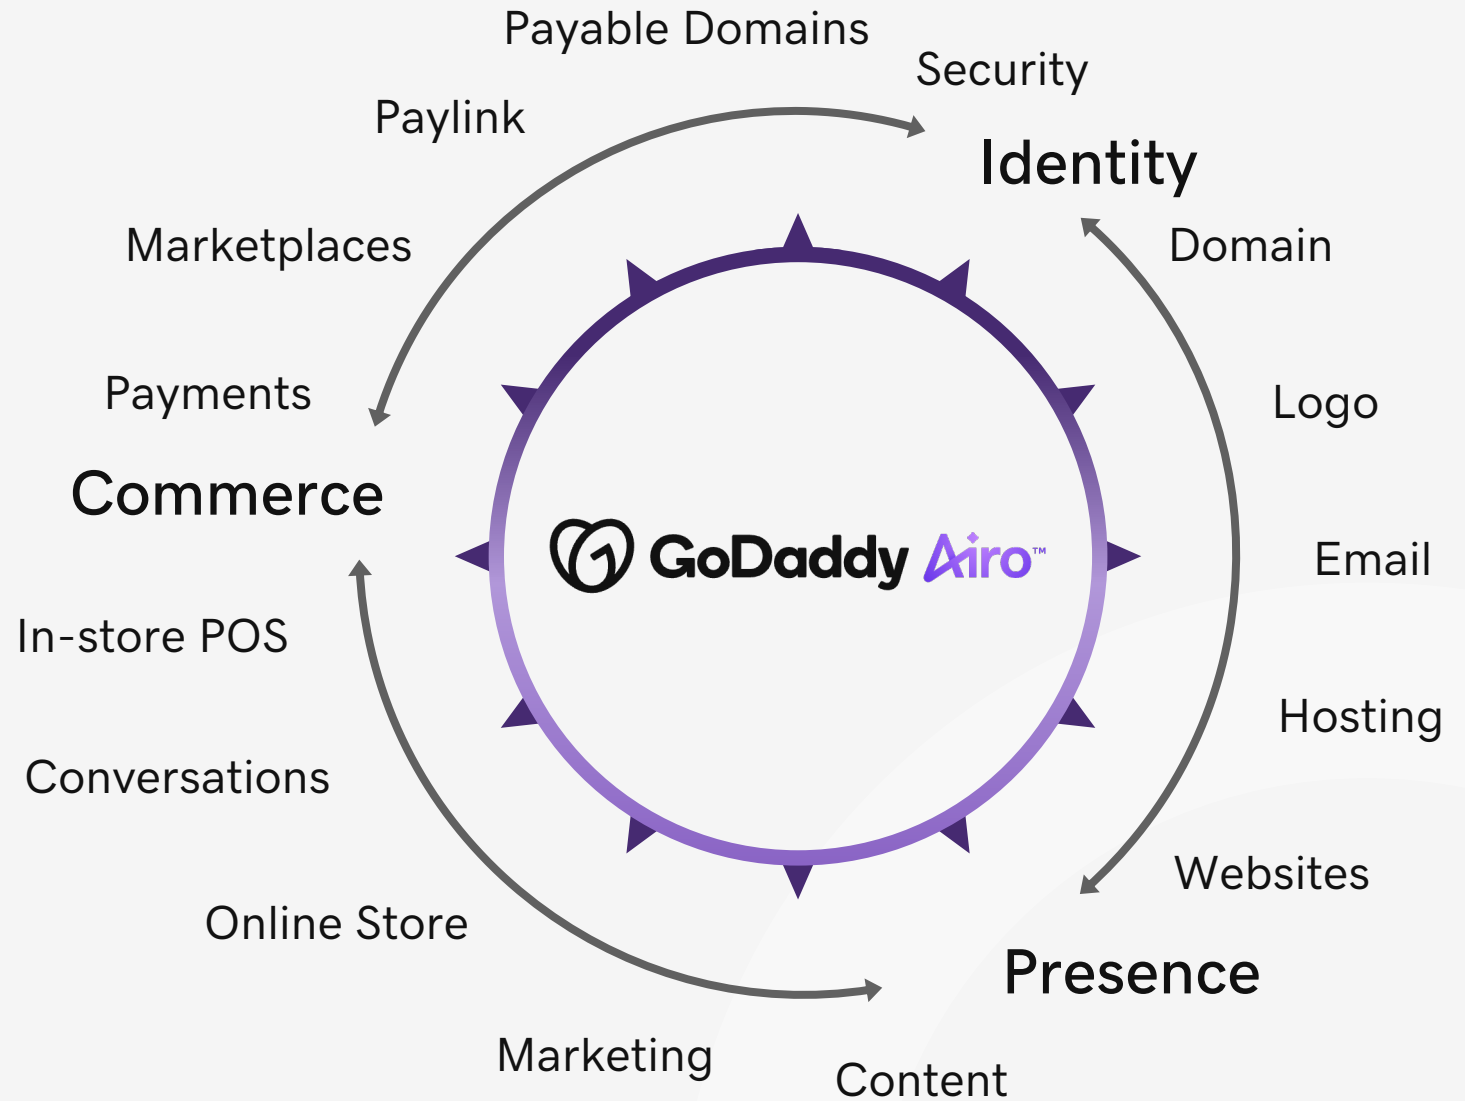 Payable Domains
Security
Paylink
Identity
Marketplaces
Domain
Payments
Logo
Commerce
GoDaddy Airo™
Email
In-store POS
Hosting
Conversations
Websites
Online Store
Presence
Marketing
Content